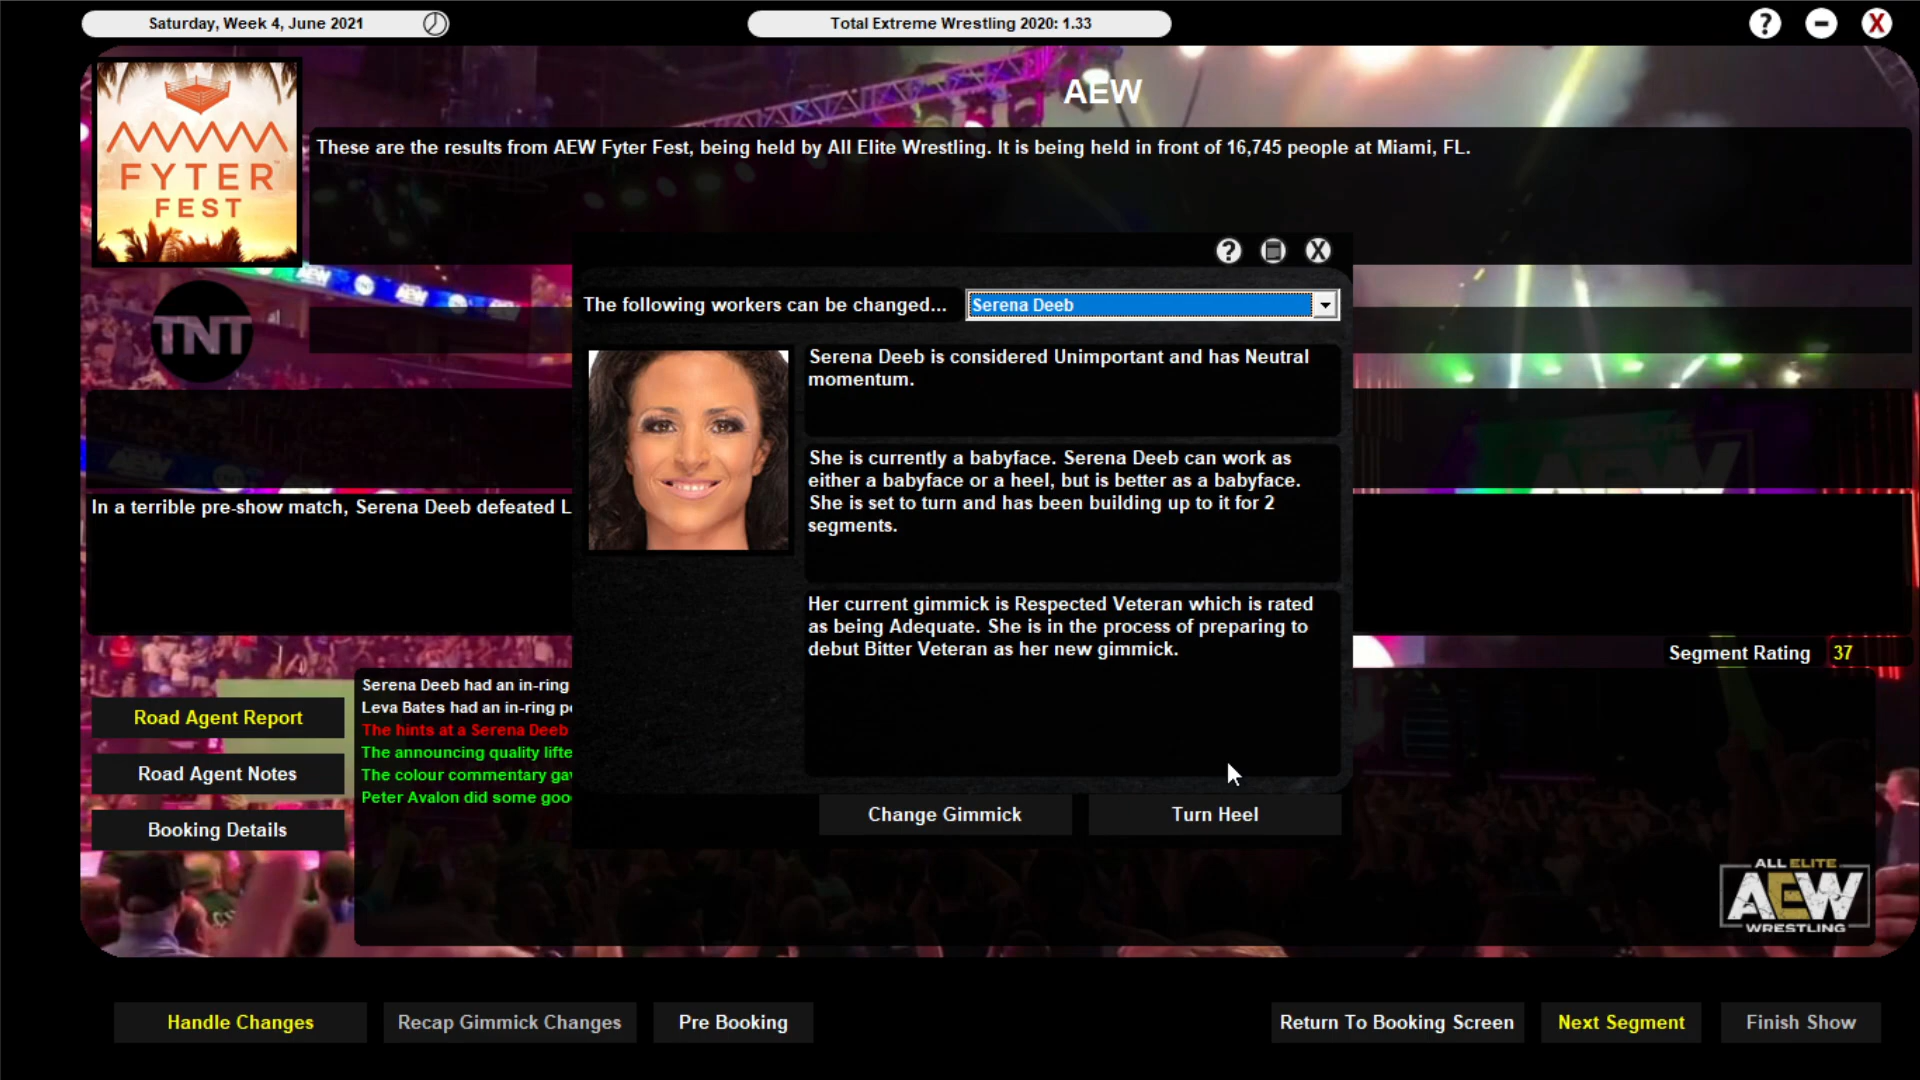 Saturday, Week 4, June 2021
Total Extreme Wrestling 2020: 1.33
?
X
FYTER
FEST
AEW
These are the results from AEW Fyter Fest, being held by All Elite Wrestling. It is being held in front of 16,745 people at Miami, FL.
?
X
The following workers can be changed...
Serena Deeb
TNT
Serena Deeb is considered Unimportant and has Neutral
momentum.
She is currently a babyface. Serena Deeb can work as
either a babyface or a heel, but is better as a babyface.
She is set to turn and has been building up to it for 2
segments.
In a terrible pre-show match, Serena Deeb defeated L
Her current gimmick is Respected Veteran which is rated
as being Adequate. She is in the process of preparing to
debut Bitter Veteran as her new gimmick.
Segment Rating 37
Road Agent Report
Road Agent Notes
Booking Details
Serena Deeb had an in-ring
Leva Bates had an in-ring p
The hints at a Serena Deeb
The announcing quality lifte
The colour commentary ga
Peter Avalon did some goo
Change Gimmick
Turn Heel
ALL ELITE
AEW
WRESTLING
Handle Changes
Recap Gimmick Changes
Pre Booking
Return To Booking Screen
Next Segment
Finish Show